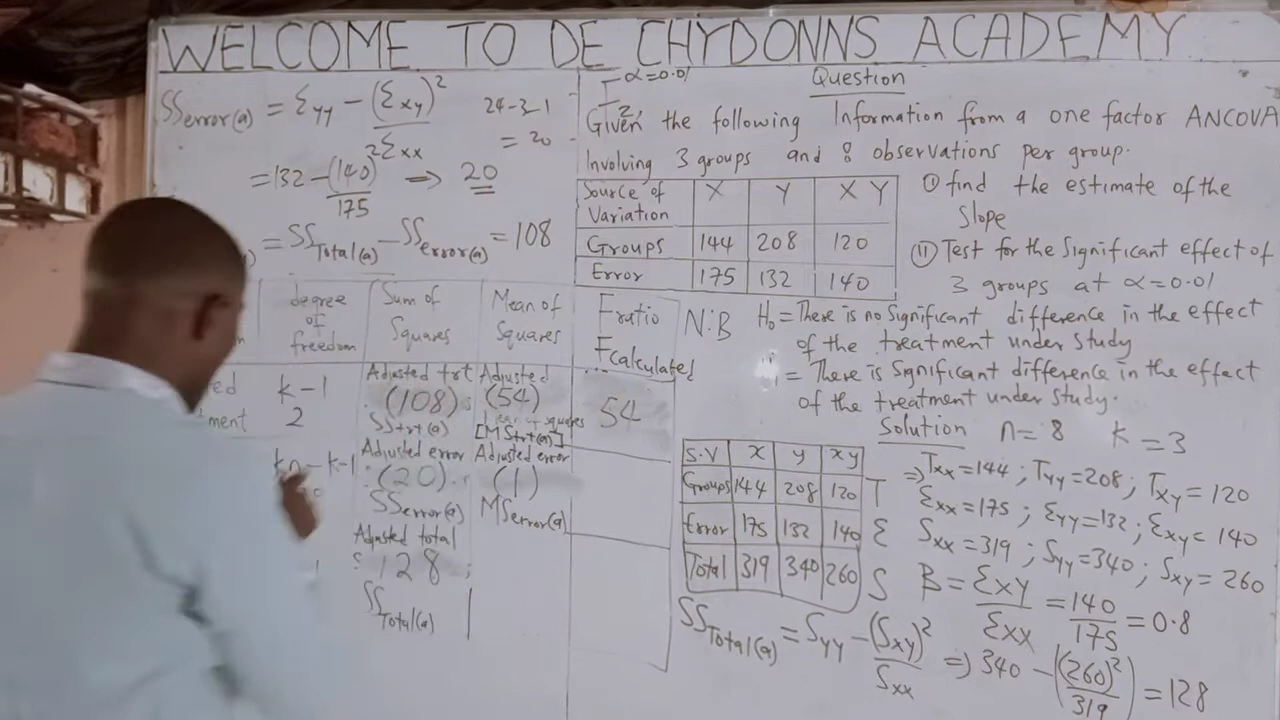 WELCOME TO DE CHYDONNS ACADEMY
SSerror(a) = Σyy − (Σxy)²
Σxx
24-3-1
= 20
= 132 − (140)² → 20
175
= SSTotal(a) − SSerror(a) = 108
degree of freedom
Sum of Squares
Mean of Squares
F ratio
Fcalculated
k − 1
2
Adjusted trt
(108)
SStrt(a)
Adjusted
(54)
squares
[MStrt(a)]
54
ment
kn − k − 1
Adjusted error
(20)
SSerror(a)
Adjusted error
(1)
MSerror(a)
Adjusted total
128
SSTotal(a)
α=0.01
Question
Given the following Information from a one factor ANCOVA
Involving 3 groups and 8 observations per group.
Source of Variation X Y X Y
Groups 144 208 120
Error 175 132 140
(I) find the estimate of the
Slope
(II) Test for the Significant effect of
3 groups at α=0.01
N:B H₀ = There is no Significant difference in the effect
of the treatment under study
₁ = There is Significant difference in the effect
of the treatment under study.
Solution n = 8 k = 3
S.V x y xy
Groups 144 208 120 T
Error 175 132 140 Σ
Total 319 340 260 S
⇒ Txx = 144 ; Tyy = 208 ; Txy = 120
Σxx = 175 ; Σyy = 132 ; Σxy = 140
Sxx = 319 ; Syy = 340 ; Sxy = 260
B = ΣXY = 140 = 0.8
ΣXX 175
SSTotal(a) = Syy − (Sxy)² ⇒ 340 − ((260)²) = 128
Sxx 319